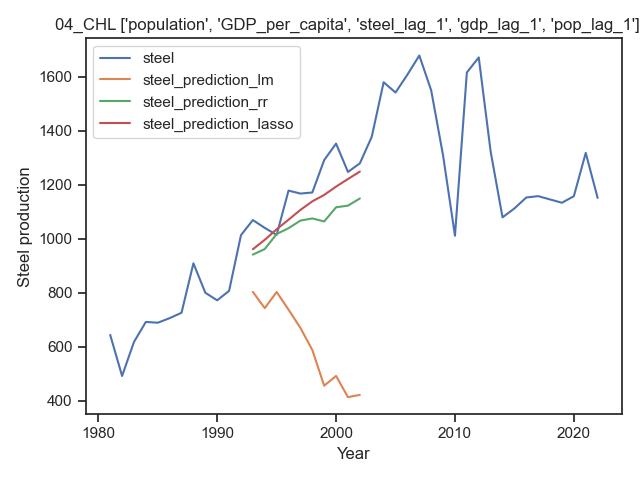 04_CHL ['population', 'GDP_per_capita', 'steel_lag_1', 'gdp_lag_1', 'pop_lag_1']
steel
steel_prediction_lm
steel_prediction_rr
steel_prediction_lasso
Steel production
1600
1400
1200
1000
800
600
400
1980 1990 2000 2010 2020
Year